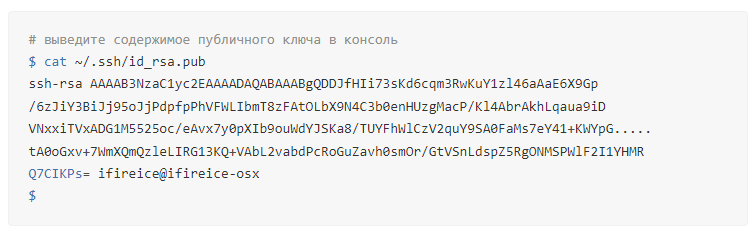 # выведите содержимое публичного ключа в консоль
$ cat ~/.ssh/id_rsa.pub
ssh-rsa AAAAB3NzaC1yc2EAAAADAQABAAABgQDDJfHIi73sKd6cqm3RwKuY1zl46aAaE6X9Gp
/6zJiY3BiJj95oJjPdpfpPhVFWLIbmT8zFAtOLbX9N4C3b0enHUzgMacP/Kl4AbrAkhLqaua9iD
VNxxiTVxADG1M5525oc/eAvx7y0pXIb9ouWdYJSKa8/TUYFhWlCzV2quY9SA0FaMs7eY41+KWYpG.....
tA0oGxv+7WmXQmQzleLIRG13KQ+VAbL2vabdPcRoGuZavh0smOr/GtVSnLdspZ5RgONMSPWlF2I1YHMR
Q7CIKPs= ifireice@ifireice-osx
$